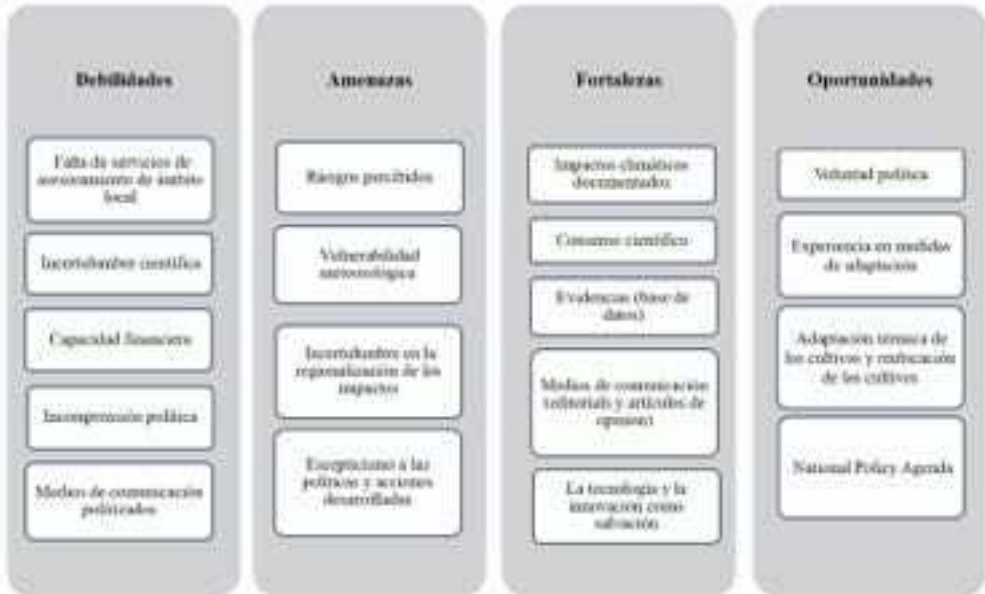 Debilidades
Falta de servicios de
asesoramiento de ámbito
local
Incertidumbre científica
Capacidad financiera
Incomprensión política
Medios de comunicación
politizados
Amenazas
Riesgos percibidos
Vulnerabilidad
Incertidumbre en la
regionalización de los
impactos
Escepticismo a las
políticas y acciones
desarrolladas
Fortalezas
Impactos climáticos
documentados
Consenso científico
Evidencias (base de
datos)
Medios de comunicación
(editoriales y artículos de
opinión)
La tecnología y la
innovación como
salvación
Oportunidades
Voluntad política
Experiencia en medidas
de adaptación
Adaptación térmica de
los cultivos y reubicación
de los cultivos
National Policy Agenda